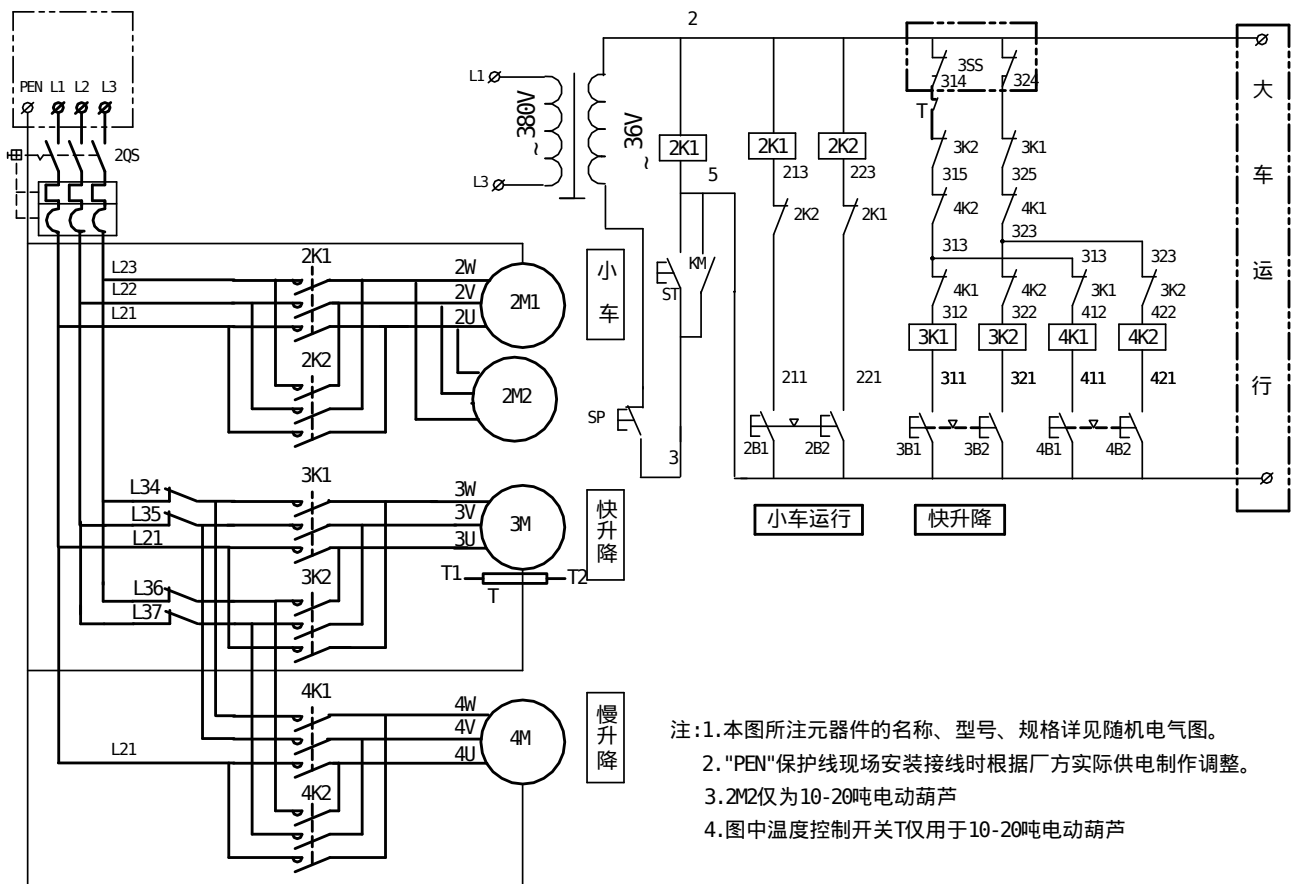 2
PEN L1 L2 L3
2QS
L1
~380V
L3
~36V
2K1
5
2K1
213
2K2
2K2
223
2K1
3SS
314
324
T
3K2
3K1
315
325
4K2
4K1
323
313
313
323
4K1
4K2
3K1
3K2
312
322
412
422
3K1
3K2
4K1
4K2
211
221
311
321
411
421
2B1
2B2
3B1
3B2
4B1
4B2
KM
ST
SP
3
大车运行
小车运行
快升降
L23
L22
L21
2K1
2W
2V
2U
2M1
小车
2K2
2M2
L34
L35
L21
3K1
3W
3V
3U
3M
快升降
T1
T2
T
3K2
L36
L37
4K1
4W
4V
4U
4M
慢升降
L21
4K2
注:1.本图所注元器件的名称、型号、规格详见随机电气图。
2."PEN"保护线现场安装接线时根据厂方实际供电制作调整。
3.2M2仅为10-20吨电动葫芦
4.图中温度控制开关T仅用于10-20吨电动葫芦